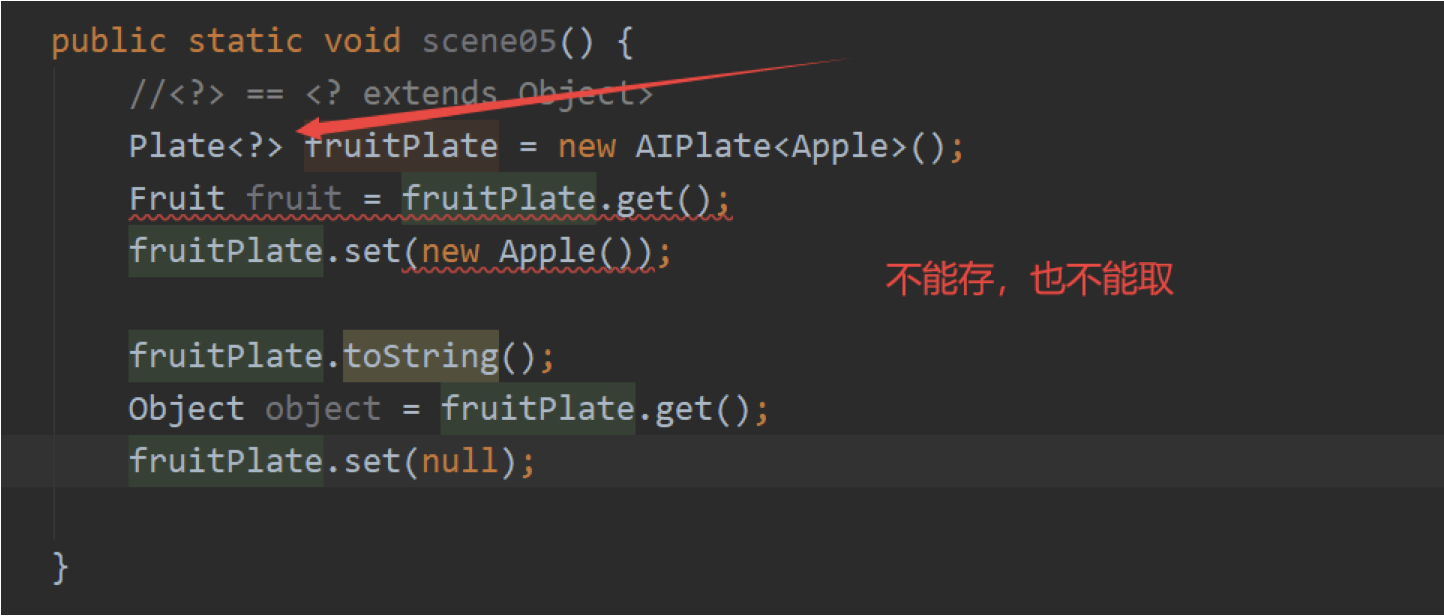 public static void scene05() {
//<?> == <? extends Object>
Plate<?> fruitPlate = new AIPlate<Apple>();
Fruit fruit = fruitPlate.get();
fruitPlate.set(new Apple());
不能存，也不能取
fruitPlate.toString();
Object object = fruitPlate.get();
fruitPlate.set(null);
}